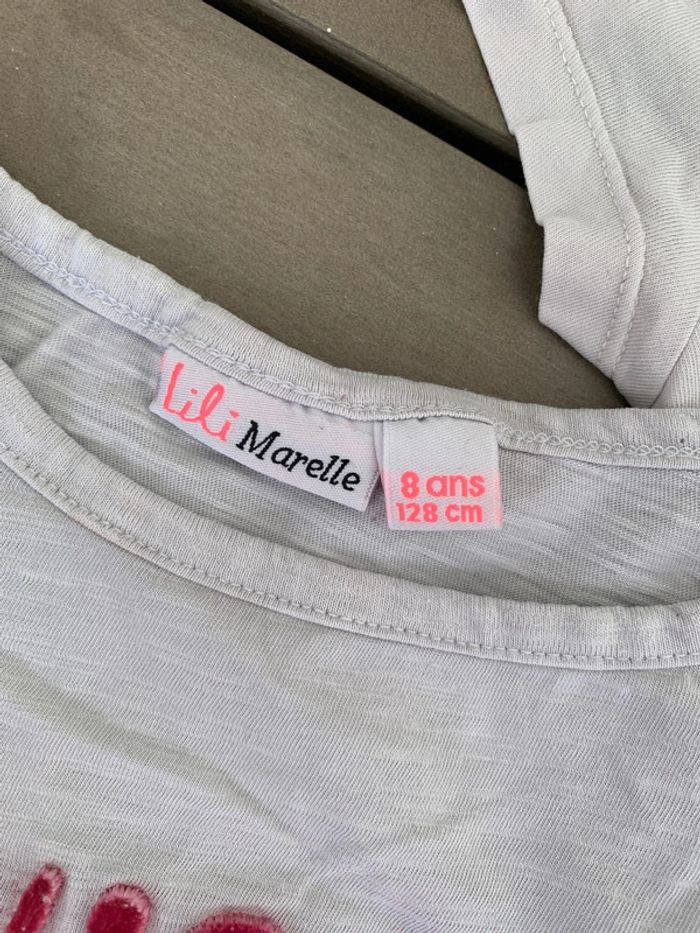 Lili Marelle
8 ans
128 cm